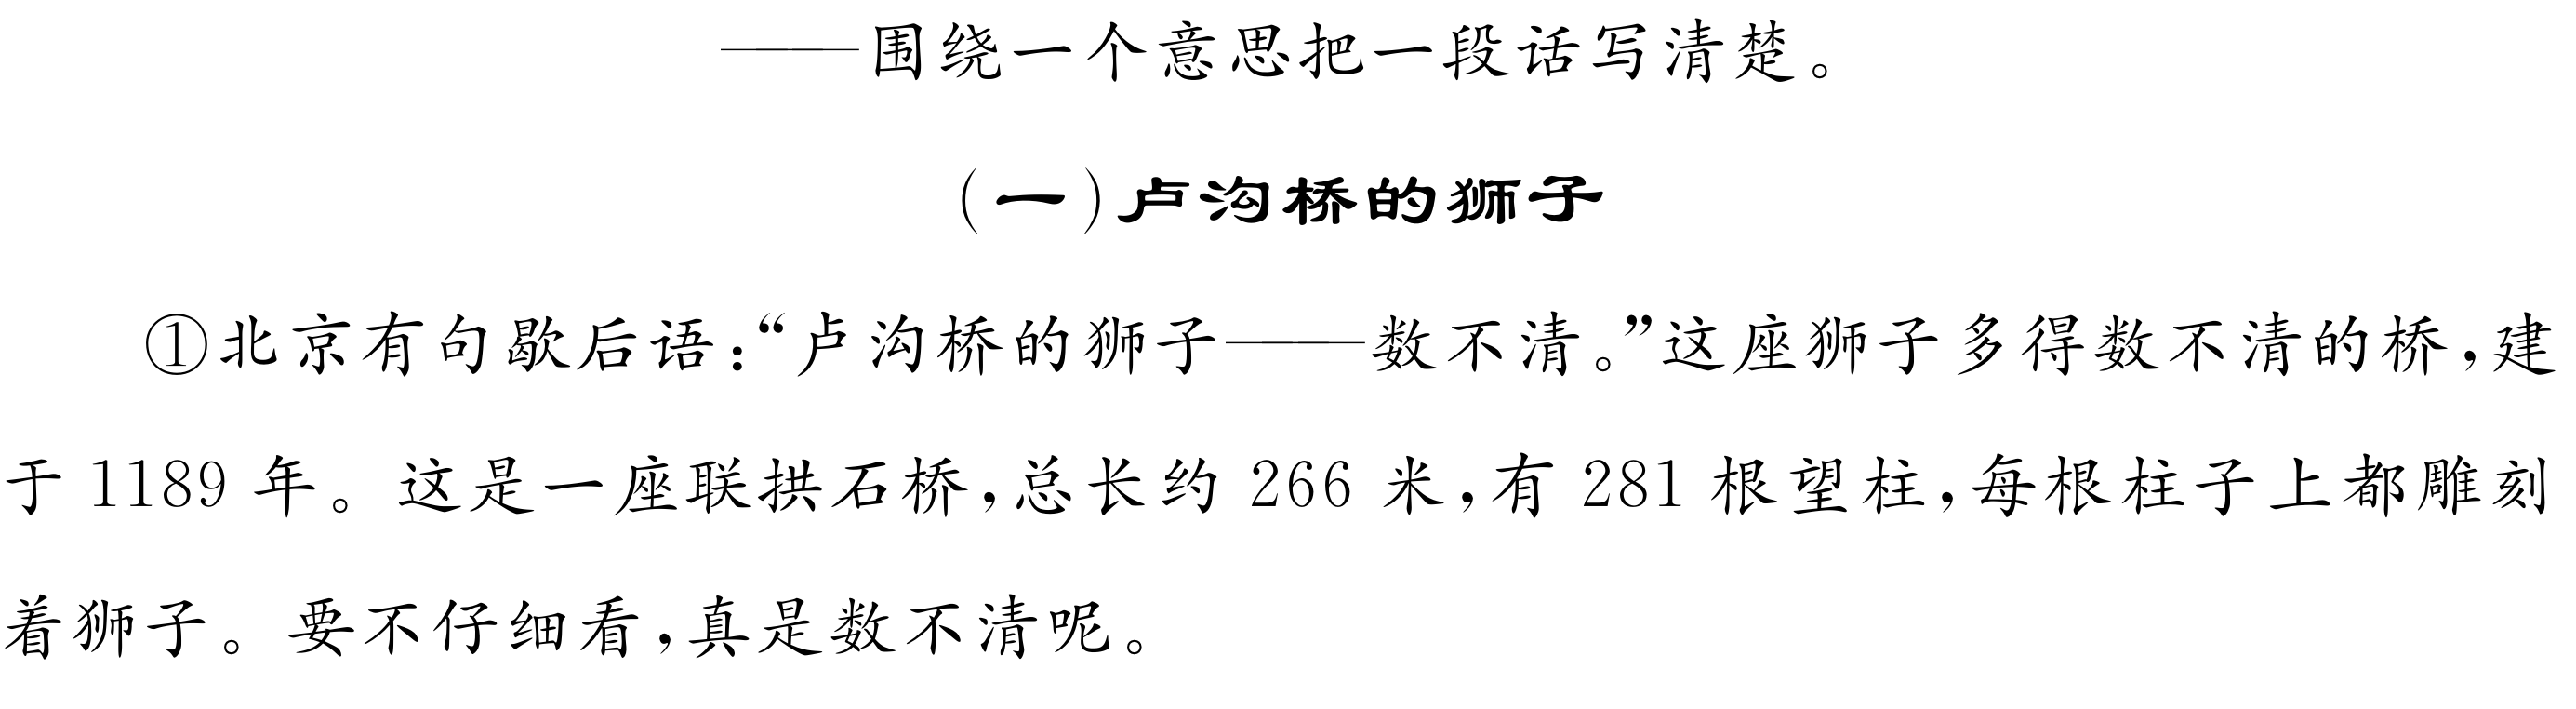 ——围绕一个意思把一段话写清楚。
(一)卢沟桥的狮子
①北京有句歇后语:“卢沟桥的狮子——数不清。”这座狮子多得数不清的桥,建
于 1189 年。这是一座联拱石桥,总长约 266 米,有 281 根望柱,每根柱子上都雕刻
着狮子。要不仔细看,真是数不清呢。